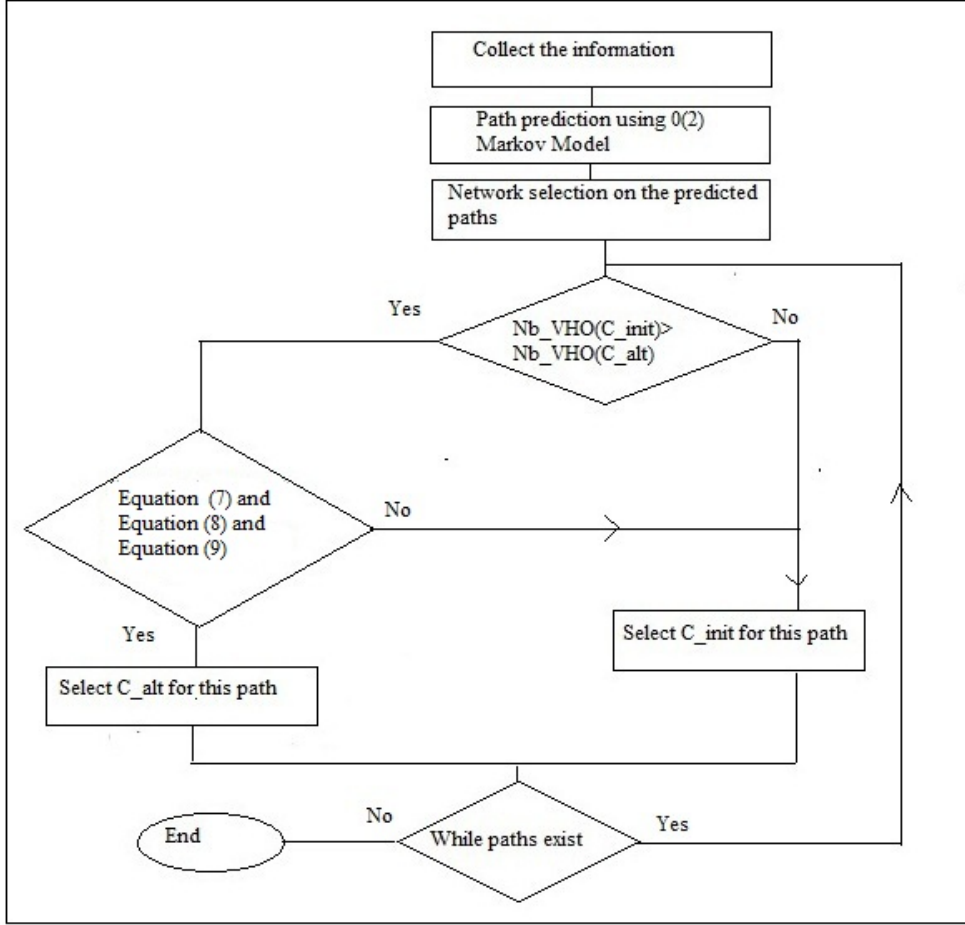 Collect the information
Path prediction using 0(2)
Markov Model
Network selection on the predicted
paths
Yes
Nb_VHO(C_init)>
Nb_VHO(C_alt)
No
Equation (7) and
Equation (8) and
Equation (9)
No
Yes
Select C_init for this path
Select C_alt for this path
No
Yes
End
While paths exist